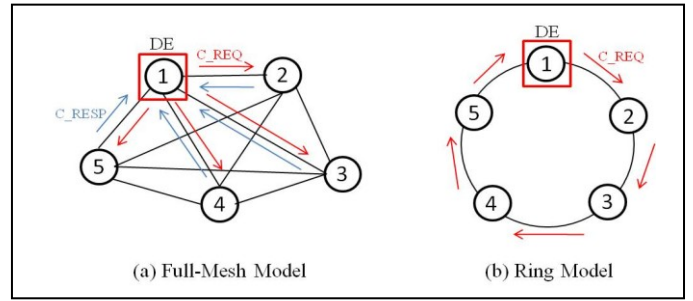 DE
C_REQ
1
2
C_RESP
5
3
4
(a) Full-Mesh Model
DE
C_REQ
1
5
2
4
3
(b) Ring Model